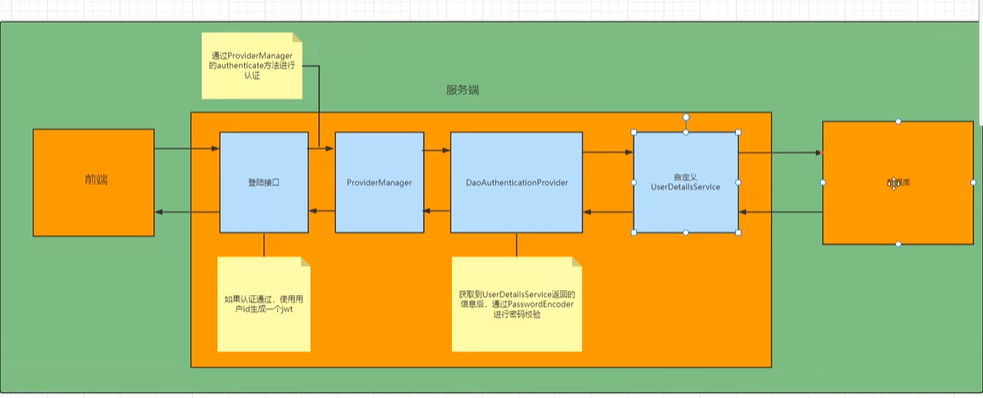 通过ProviderManager
的authenticate方法进行
认证
服务端
前端
登陆接口
ProviderManager
DaoAuthenticationProvider
自定义
UserDetailsService
如果认证通过，使用用
户id生成一个jwt
获取到UserDetailsService返回的
信息后，通过PasswordEncoder
进行密码校验